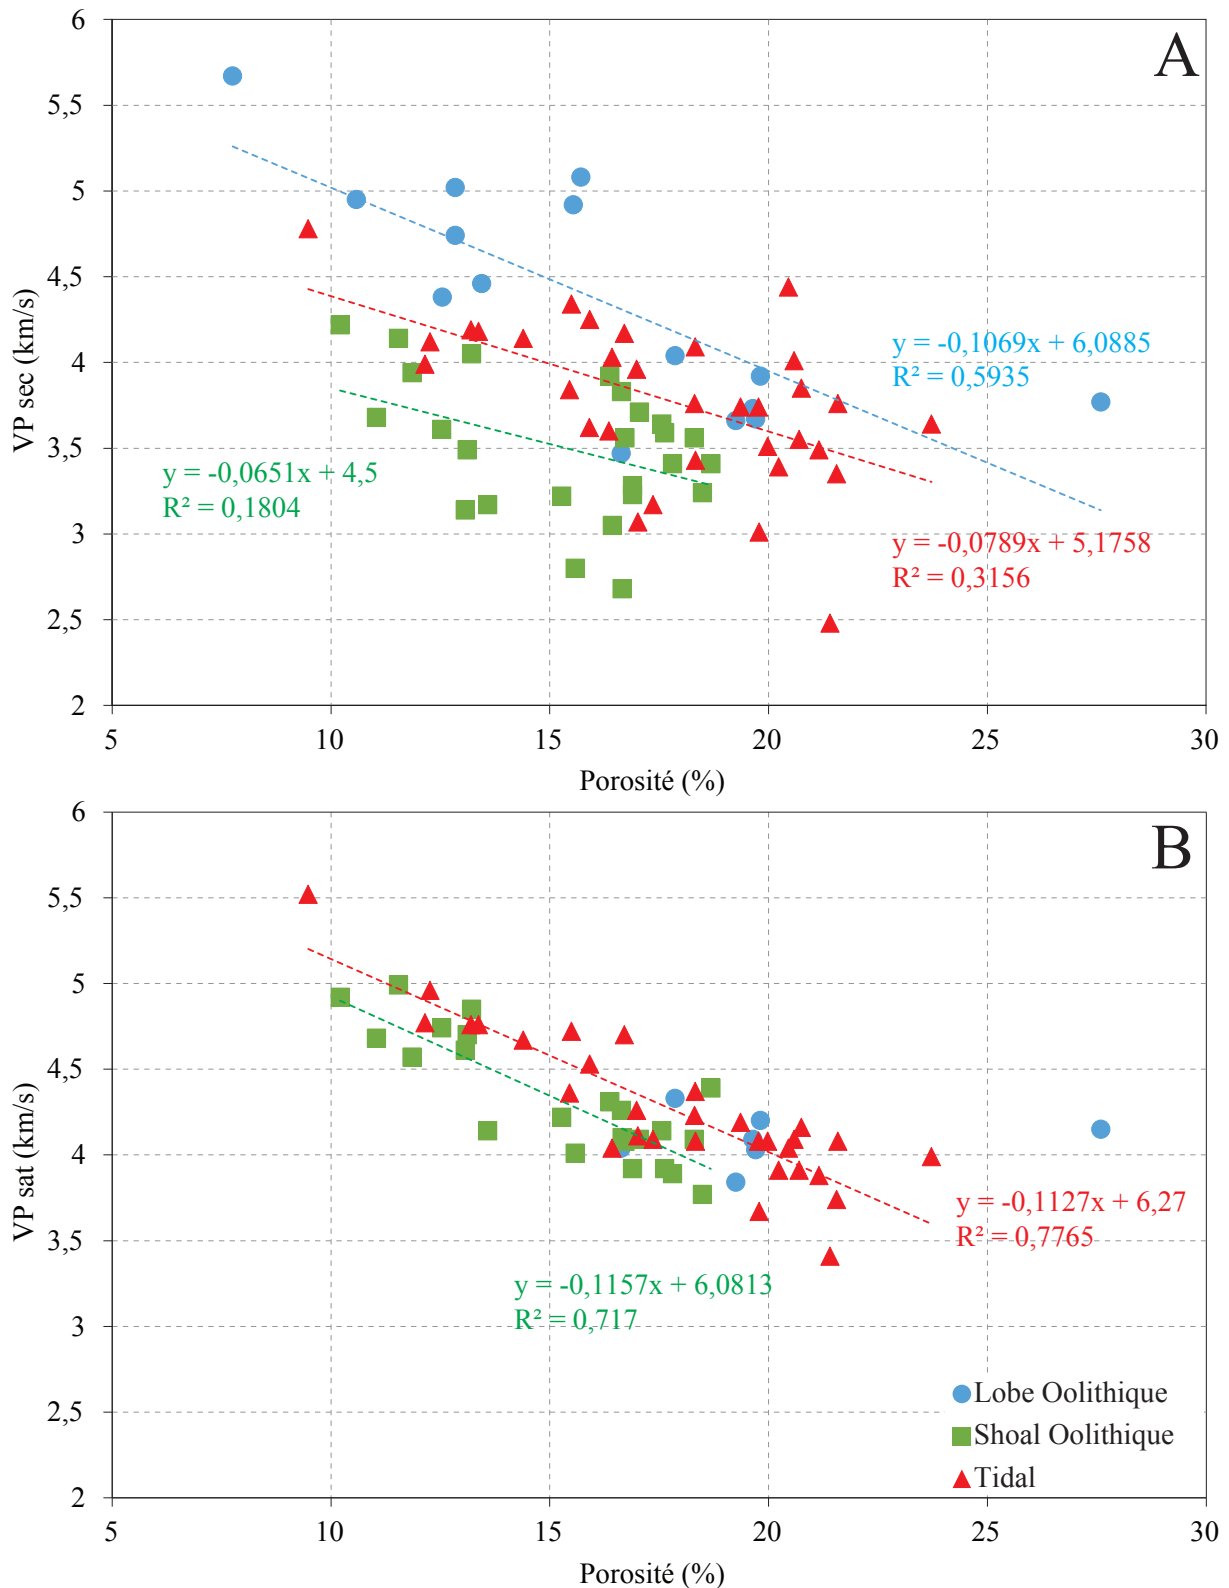 A
6
5,5
5
4,5
4
3,5
3
2,5
2
VP sec (km/s)
y = -0,1069x + 6,0885
R² = 0,5935
y = -0,0651x + 4,5
R² = 0,1804
y = -0,0789x + 5,1758
R² = 0,3156
5 10 15 20 25 30
Porosité (%)
B
6
5,5
5
4,5
4
3,5
3
2,5
2
VP sat (km/s)
y = -0,1127x + 6,27
R² = 0,7765
y = -0,1157x + 6,0813
R² = 0,717
Lobe Oolithique
Shoal Oolithique
Tidal
5 10 15 20 25 30
Porosité (%)